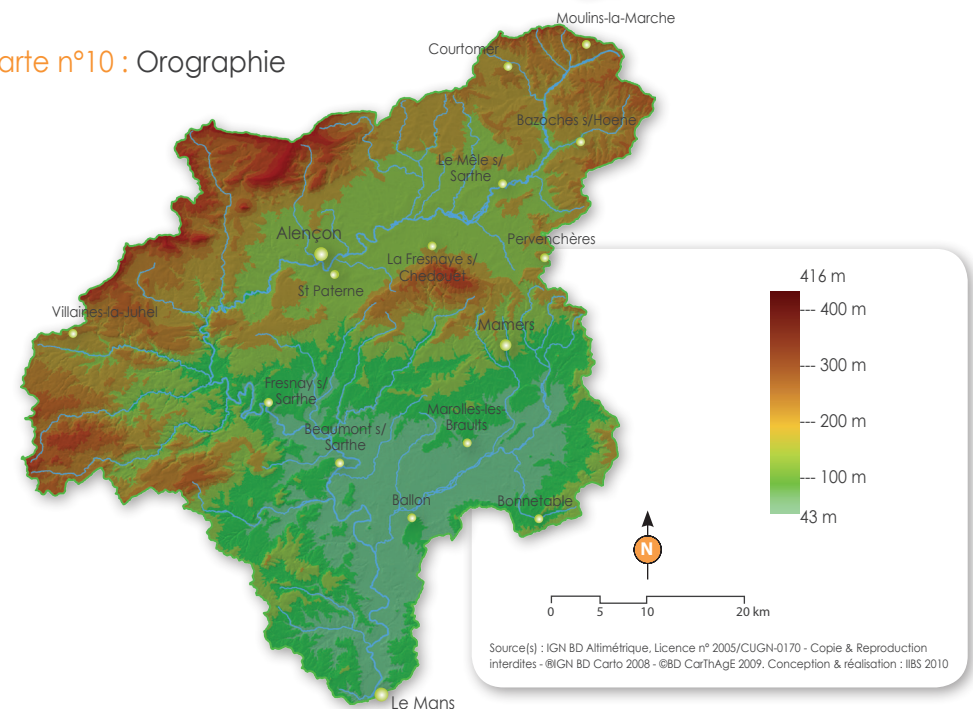 arte n°10 : Orographie
Moulins-la-Marche
Courtomer
Bazoches s/Hoene
Le Mêle s/
Sarthe
Alençon
Pervenchères
La Fresnaye s/
Chedouet
St Paterne
Villaines-la-Juhel
Mamers
Fresnay s/
Sarthe
Marolles-les-
Braults
Beaumont s/
Sarthe
Ballon
Bonnetable
Le Mans
416 m
--- 400 m
--- 300 m
--- 200 m
--- 100 m
43 m
N
0 5 10 20 km
Source(s) : IGN BD Altimétrique, Licence n° 2005/CUGN-0170 - Copie & Reproduction
interdites - ®IGN BD Carto 2008 - ©BD CarThAgE 2009. Conception & réalisation : IIBS 2010